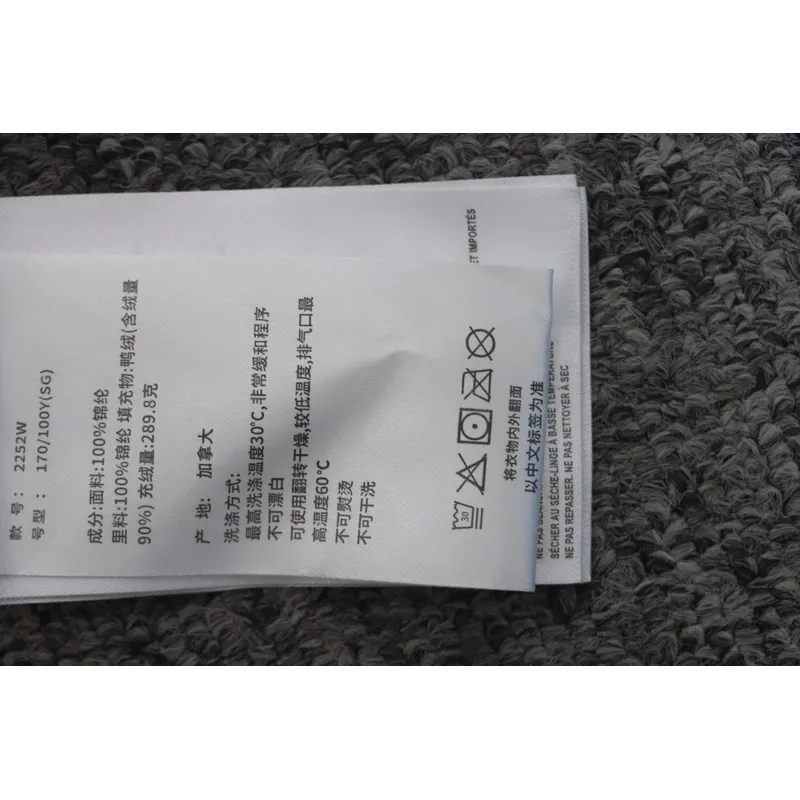 款 号： 2252W
号型： 170/100Y(SG)
成分:面料:100%锦纶
里料:100%锦纶 填充物:鸭绒(含绒量
90%) 充绒量:289.8克
产 地: 加拿大
洗涤方式:
最高洗涤温度30℃,非常缓和程序
不可漂白
可使用翻转干燥,较低温度,排气口最
高温度60℃
不可熨烫
不可干洗
30
将衣物内外翻面
以中文标签为准
ET IMPORTÉS
SÉCHER AU SÈCHE-LINGE À BASSE TEMPÉRATURE
NE PAS REPASSER. NE PAS NETTOYER À SEC